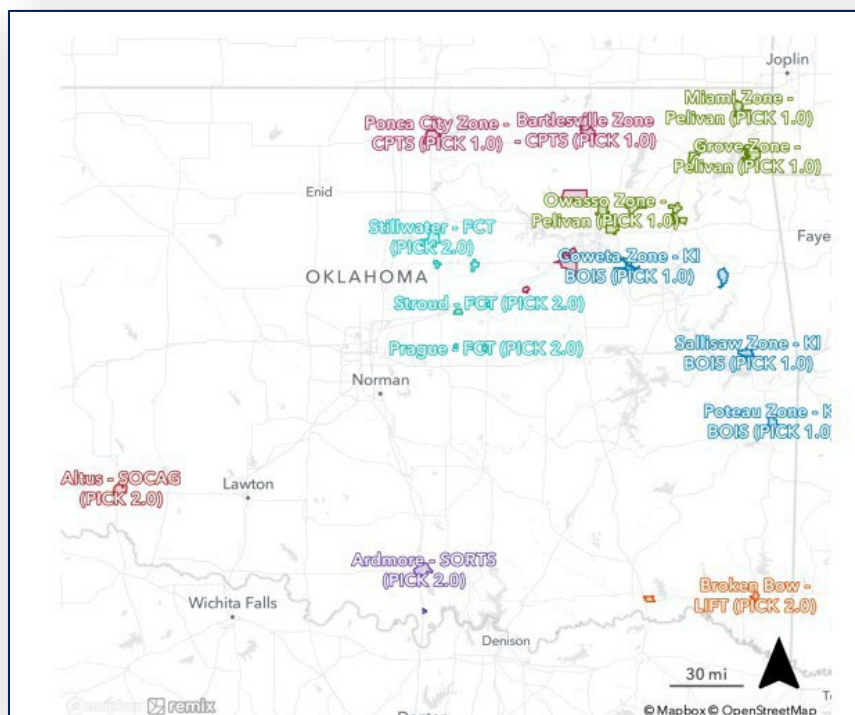 Joplin
Miami Zone -
Pelivan (PICK 1.0)
Ponca City Zone -
CPTS (PICK 1.0)
Bartlesville Zone
- CPTS (PICK 1.0)
Grove Zone -
Pelivan (PICK 1.0)
Enid
Owasso Zone -
Pelivan (PICK 1.0)
Stillwater - FCT
(PICK 2.0)
Faye
Coweta Zone - KI
BOIS (PICK 1.0)
OKLAHOMA
Stroud - FCT (PICK 2.0)
Prague - FCT (PICK 2.0)
Sallisaw Zone - KI
BOIS (PICK 1.0)
Norman
Poteau Zone - K
BOIS (PICK 1.0)
Altus - SOCAG
(PICK 2.0)
Lawton
Ardmore - SORTS
(PICK 2.0)
Broken Bow -
LIFT (PICK 2.0)
Wichita Falls
Denison
30 mi
mapbox remix
© Mapbox © OpenStreetMap